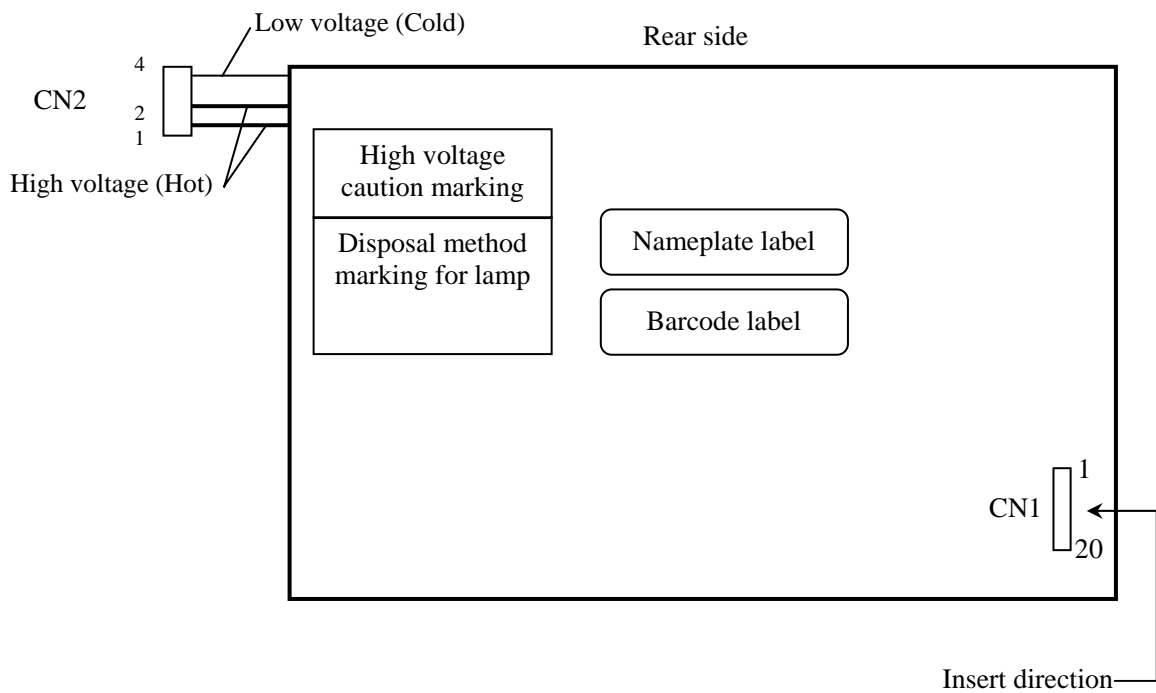 Low voltage (Cold)
Rear side
4
CN2
2
1
High voltage (Hot)
High voltage
caution marking
Disposal method
marking for lamp
Nameplate label
Barcode label
1
CN1
20
Insert direction